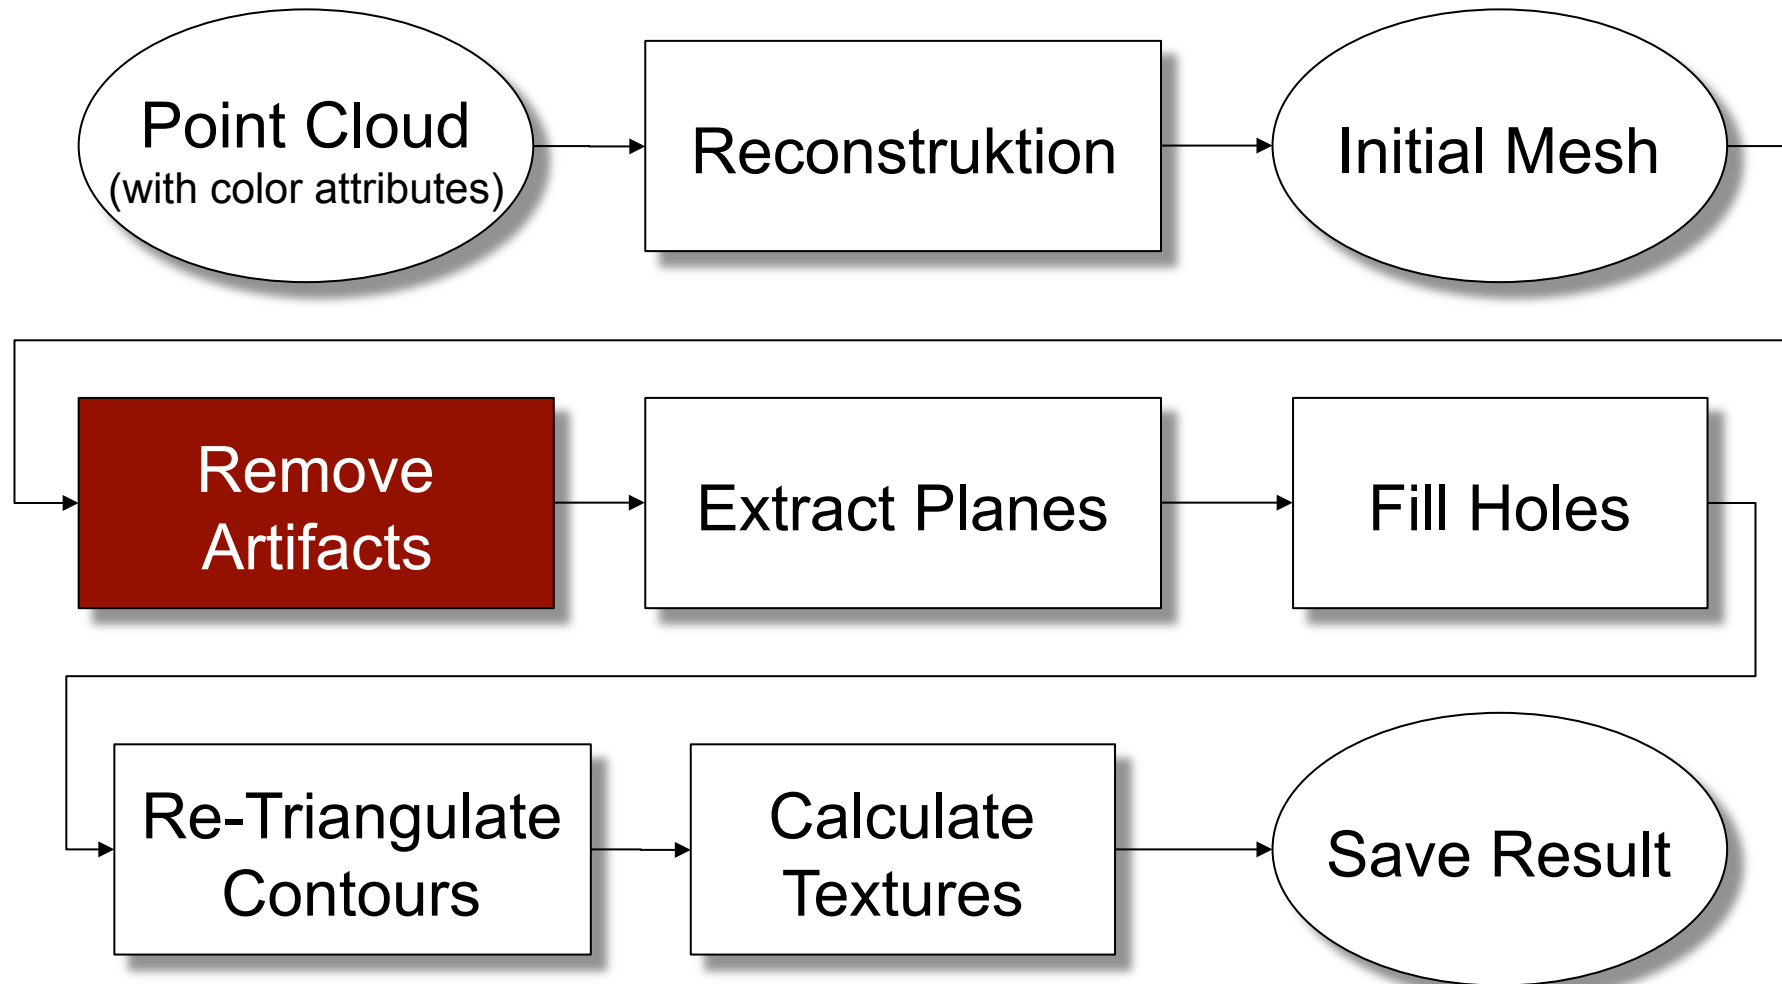 Point Cloud
(with color attributes)
Reconstruktion
Initial Mesh
Remove
Artifacts
Extract Planes
Fill Holes
Re-Triangulate
Contours
Calculate
Textures
Save Result